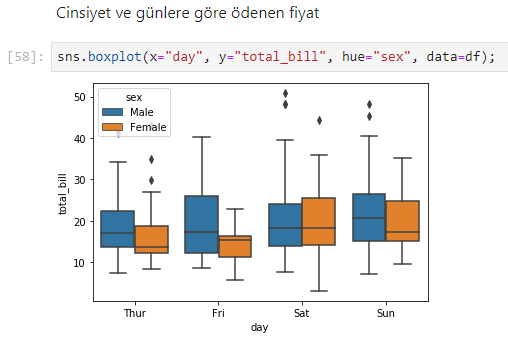 Cinsiyet ve günlere göre ödenen fiyat
[58]: sns.boxplot(x="day", y="total_bill", hue="sex", data=df);
50
40
30
20
10
total_bill
sex
Male
Female
Thur Fri Sat Sun
day